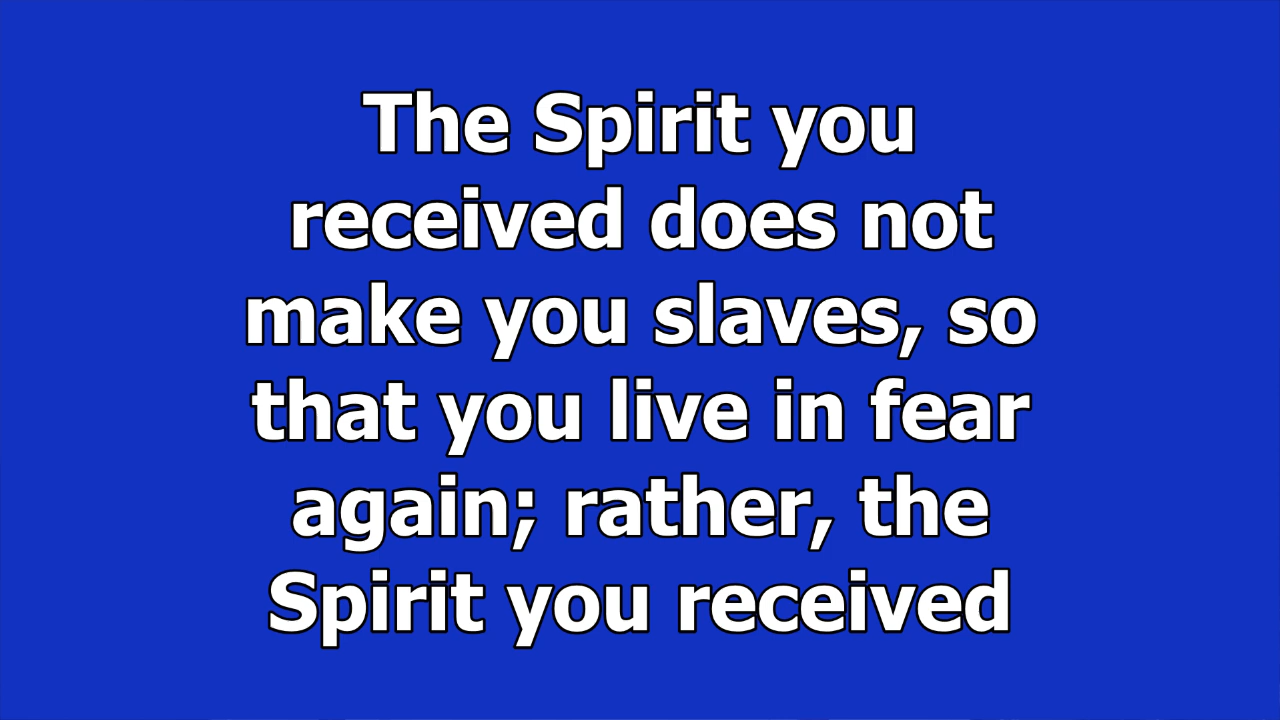 The Spirit you
received does not
make you slaves, so
that you live in fear
again; rather, the
Spirit you received